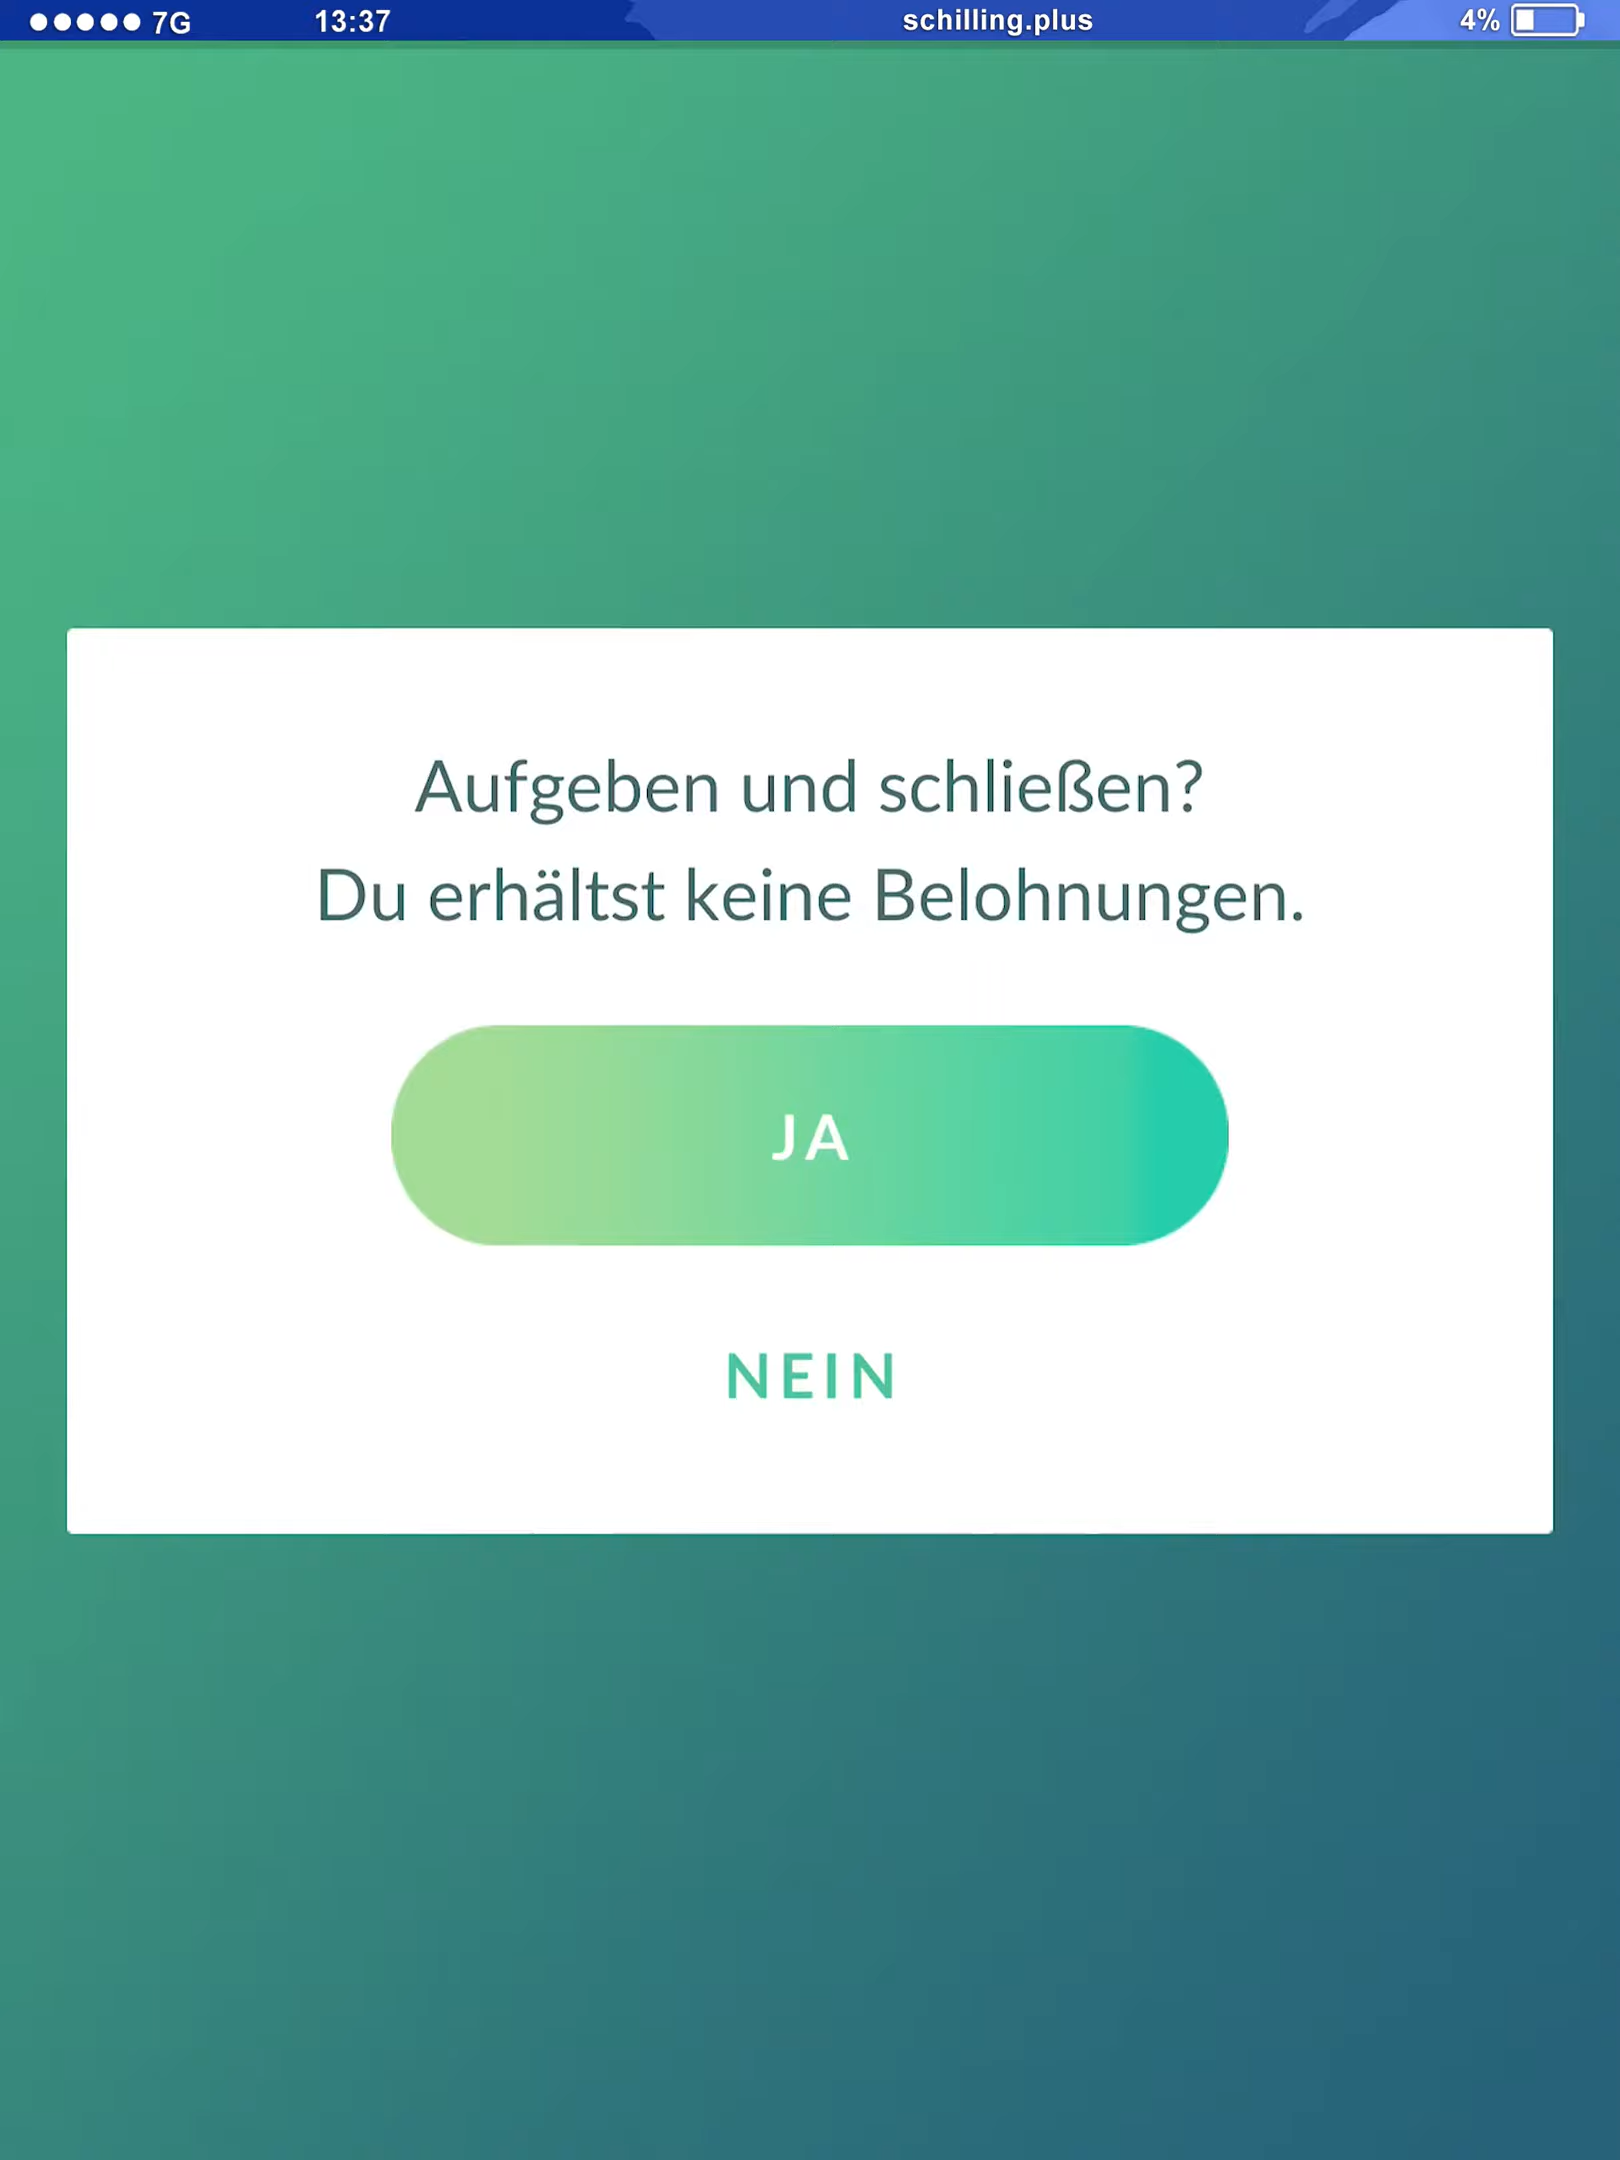 7G 13:37 schilling.plus 4%
Aufgeben und schließen?
Du erhältst keine Belohnungen.
JA
NEIN